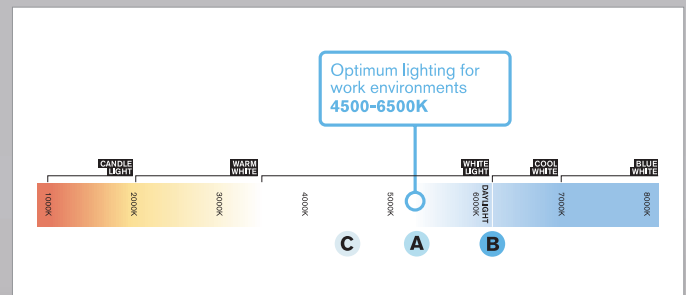 Optimum lighting for
work environments
4500-6500K
CANDLE
LIGHT
WARM
WHITE
WHITE
LIGHT
COOL
WHITE
BLUE
WHITE
1000K
2000K
3000K
4000K
5000K
6000K
DAYLIGHT
7000K
8000K
C
A
B